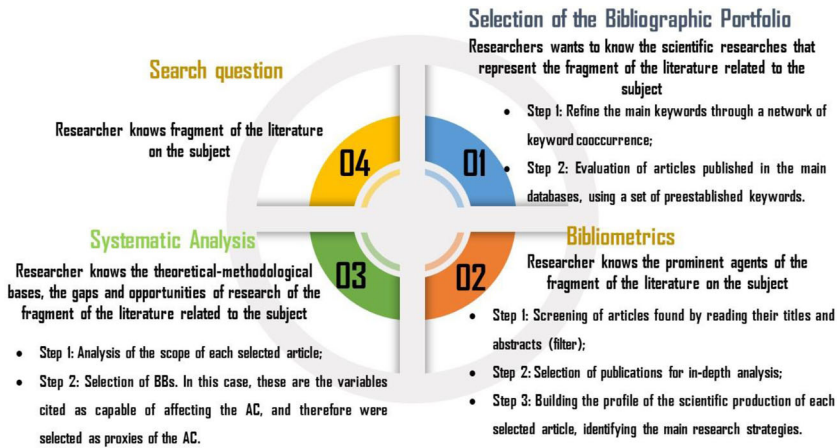 Selection of the Bibliographic Portfolio
Researchers wants to know the scientific researches that
represent the fragment of the literature related to the
subject
• Step 1: Refine the main keywords through a network of
keyword cooccurrence;
• Step 2: Evaluation of articles published in the main
databases, using a set of preestablished keywords.
01
Bibliometrics
Researcher knows the prominent agents of the
fragment of the literature on the subject
• Step 1: Screening of articles found by reading their titles and
abstracts (filter);
• Step 2: Selection of publications for in-depth analysis;
• Step 3: Building the profile of the scientific production of each
selected article, identifying the main research strategies.
02
Systematic Analysis
Researcher knows the theoretical-methodological
bases, the gaps and opportunities of research of the
fragment of the literature related to the subject
• Step 1: Analysis of the scope of each selected article;
• Step 2: Selection of BBs. In this case, these are the variables
cited as capable of affecting the AC, and therefore were
selected as proxies of the AC.
03
Search question
Researcher knows fragment of the literature
on the subject
04